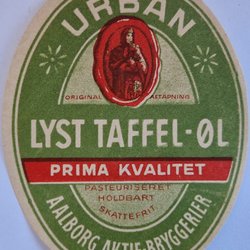 URBAN
ORIGINAL AFTAPNING
LYST TAFFEL-ØL
PRIMA KVALITET
PASTEURISERET
HOLDBART
SKATTEFRIT.
AALBORG AKTIE-BRYGGERIER